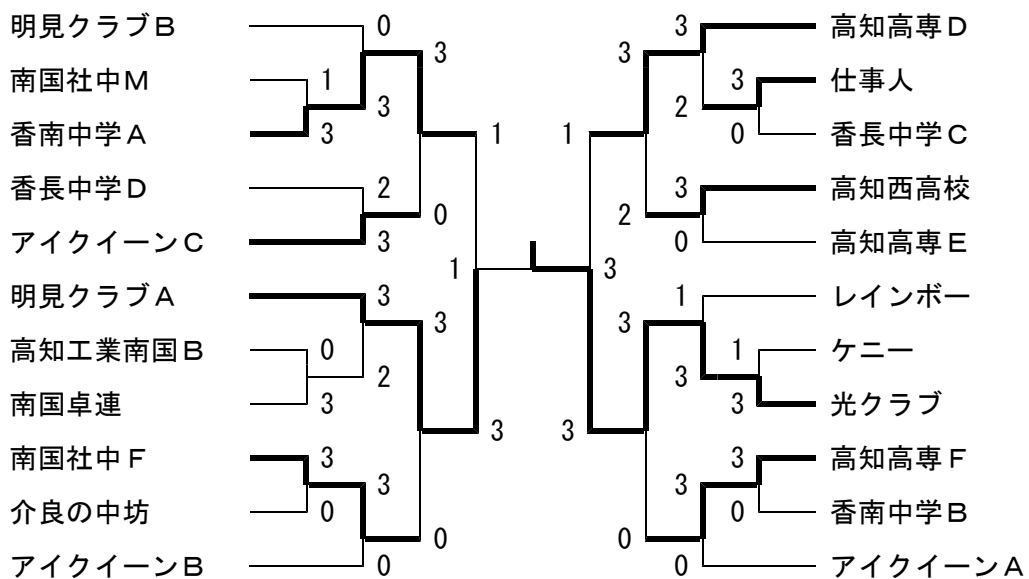 明見クラブB 0 3 高知高専D
3 3
南国社中M 1 3 仕事人
3 2
香南中学A 3 1 1 0 香長中学C
香長中学D 2 3 高知西高校
0 2
アイクイーンC 3 0 高知高専E
1 3
明見クラブA 3 1 レインボー
3 3
高知工業南国B 0 1 ケニー
2 3
南国卓連 3 3 光クラブ
3 3
南国社中F 3 3 高知高専F
3 3
介良の中坊 0 0 香南中学B
0 0
アイクイーンB 0 0 アイクイーンA